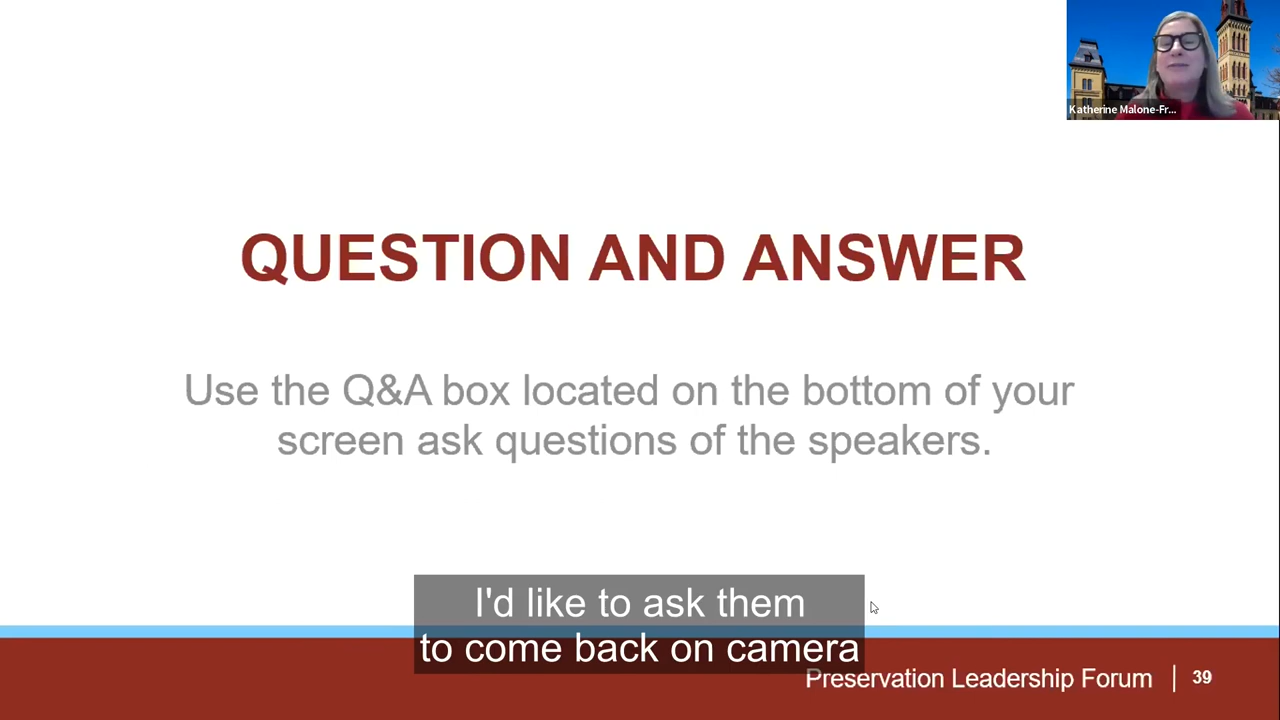 Katherine Malone-Fr...
QUESTION AND ANSWER
Use the Q&A box located on the bottom of your
screen ask questions of the speakers.
I'd like to ask them
to come back on camera
Preservation Leadership Forum | 39